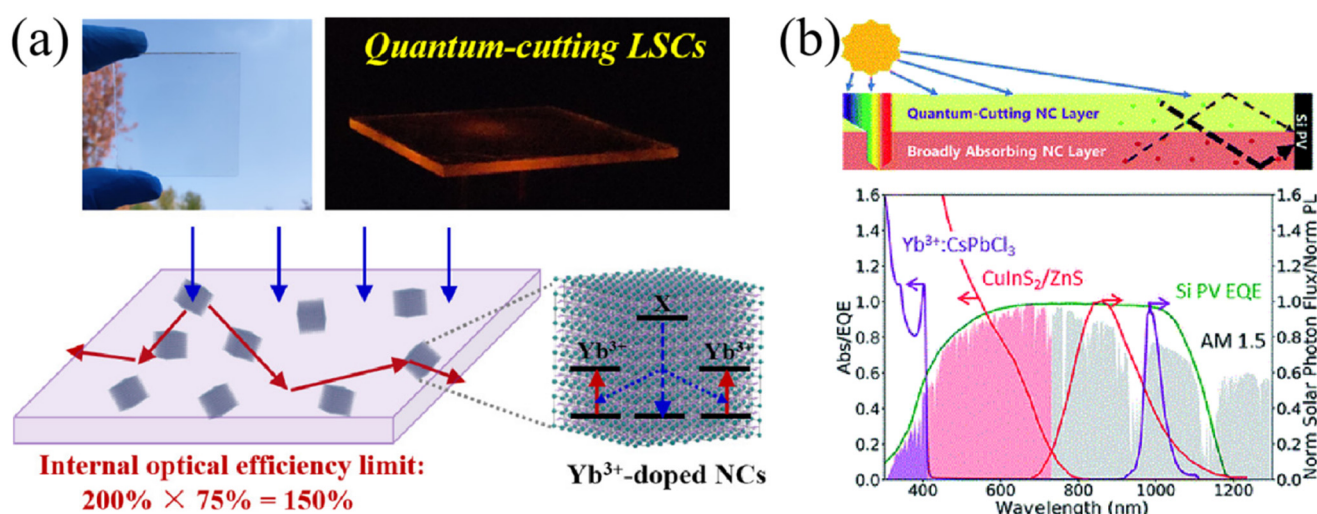 (a)
Quantum-cutting LSCs
X
Yb³⁺
Yb³⁺
Internal optical efficiency limit:
200% × 75% = 150%
Yb³⁺-doped NCs
(b)
Quantum-Cutting NC Layer
Broadly Absorbing NC Layer
Si PV
1.6
1.4
1.2
1.0
0.8
0.6
0.4
0.2
0.0
Abs/EQE
Yb³⁺:CsPbCl₃
CuInS₂/ZnS
Si PV EQE
AM 1.5
1.6
1.4
1.2
1.0
0.8
0.6
0.4
0.2
0.0
Norm Solar Photon Flux/Norm PL
400
600
800
1000
1200
Wavelength (nm)